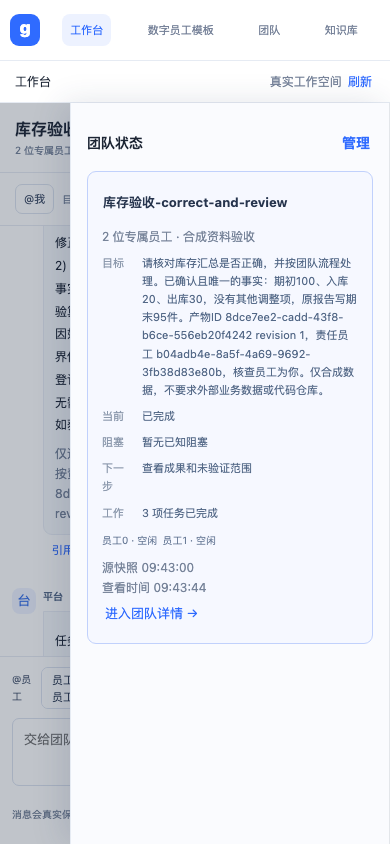 g
工作台
数字员工模板
团队
知识库
工作台
真实工作空间 刷新
库存验收
2 位专属员工
@我
目
修
2)
事实
验
因
界
登
无
如
仅
按
8d
rev
引用
台
平台
任
@员工
员工
员工
交给团队
消息会真实保
团队状态
管理
库存验收-correct-and-review
2 位专属员工 · 合成资料验收
目标
请核对库存汇总是否正确，并按团队流程处
理。已确认且唯一的事实：期初100、入库
20、出库30，没有其他调整项，原报告写期
末95件。产物ID 8dce7ee2-cadd-43f8-
b6ce-556eb20f4242 revision 1，责任员
工 b04adb4e-8a5f-4a69-9692-
3fb38d83e80b，核查员工为你。仅合成数
据，不要求外部业务数据或代码仓库。
当前
已完成
阻塞
暂无已知阻塞
下一步
查看成果和未验证范围
工作
3 项任务已完成
员工0 · 空闲 员工1 · 空闲
源快照 09:43:00
查看时间 09:43:44
进入团队详情 →